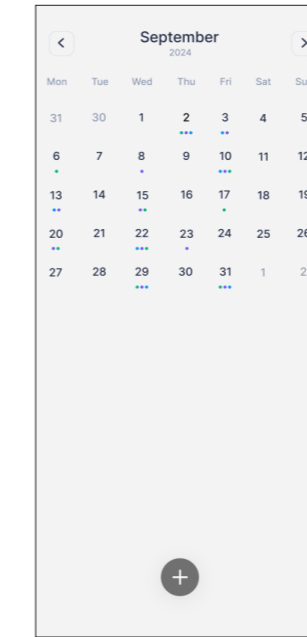 September
2024
Mon Tue Wed Thu Fri Sat Su
31 30 1 2 3 4 5
6 7 8 9 10 11 12
13 14 15 16 17 18 19
20 21 22 23 24 25 26
27 28 29 30 31 1 2